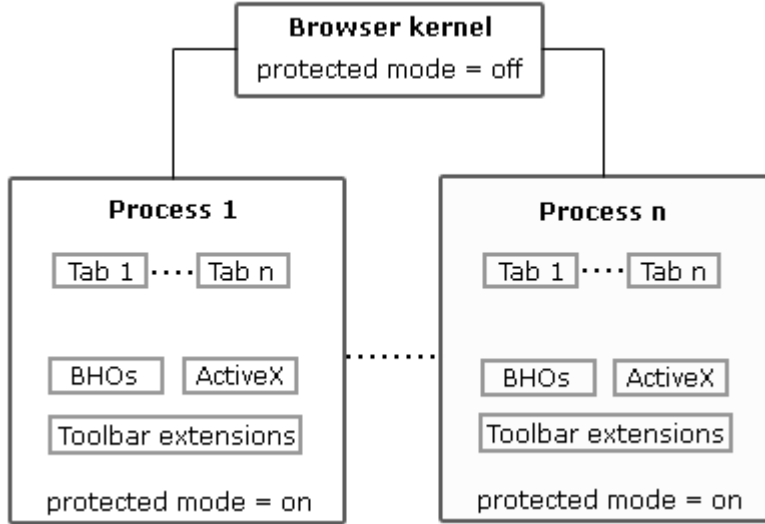 Browser kernel
protected mode = off
Process 1
Tab 1 ···· Tab n
BHOs ActiveX
Toolbar extensions
protected mode = on
Process n
Tab 1 ···· Tab n
BHOs ActiveX
Toolbar extensions
protected mode = on